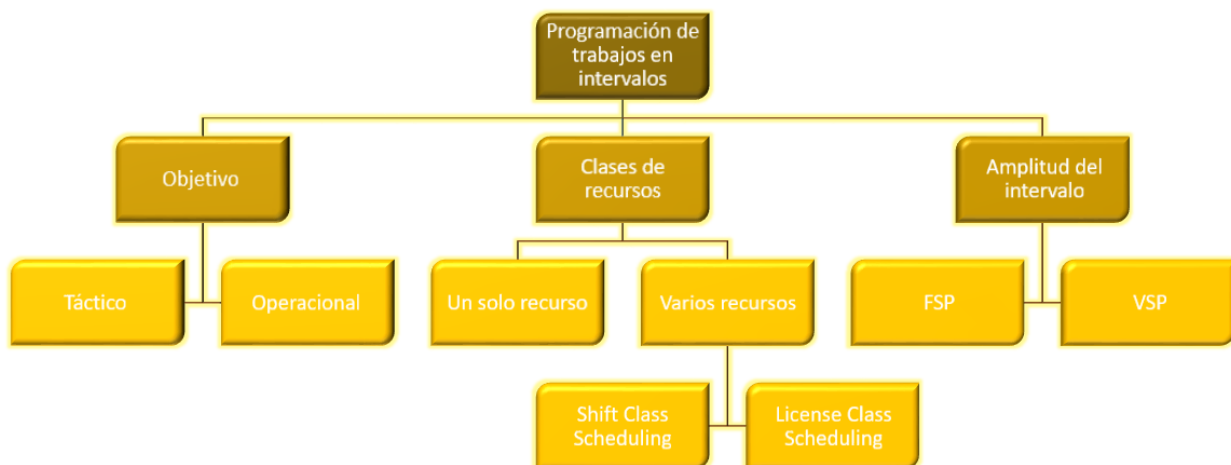 Programación de
trabajos en
intervalos
Objetivo
Clases de
recursos
Amplitud del
intervalo
Táctico
Operacional
Un solo recurso
Varios recursos
FSP
VSP
Shift Class
Scheduling
License Class
Scheduling